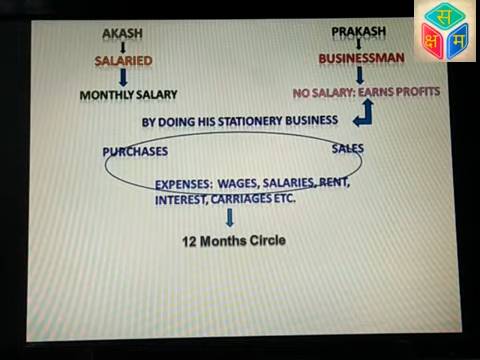 AKASH
PRAKASH
SALARIED
BUSINESSMAN
MONTHLY SALARY
NO SALARY: EARNS PROFITS
BY DOING HIS STATIONERY BUSINESS
PURCHASES
SALES
EXPENSES: WAGES, SALARIES, RENT,
INTEREST, CARRIAGES ETC.
12 Months Circle
स
क्ष
म